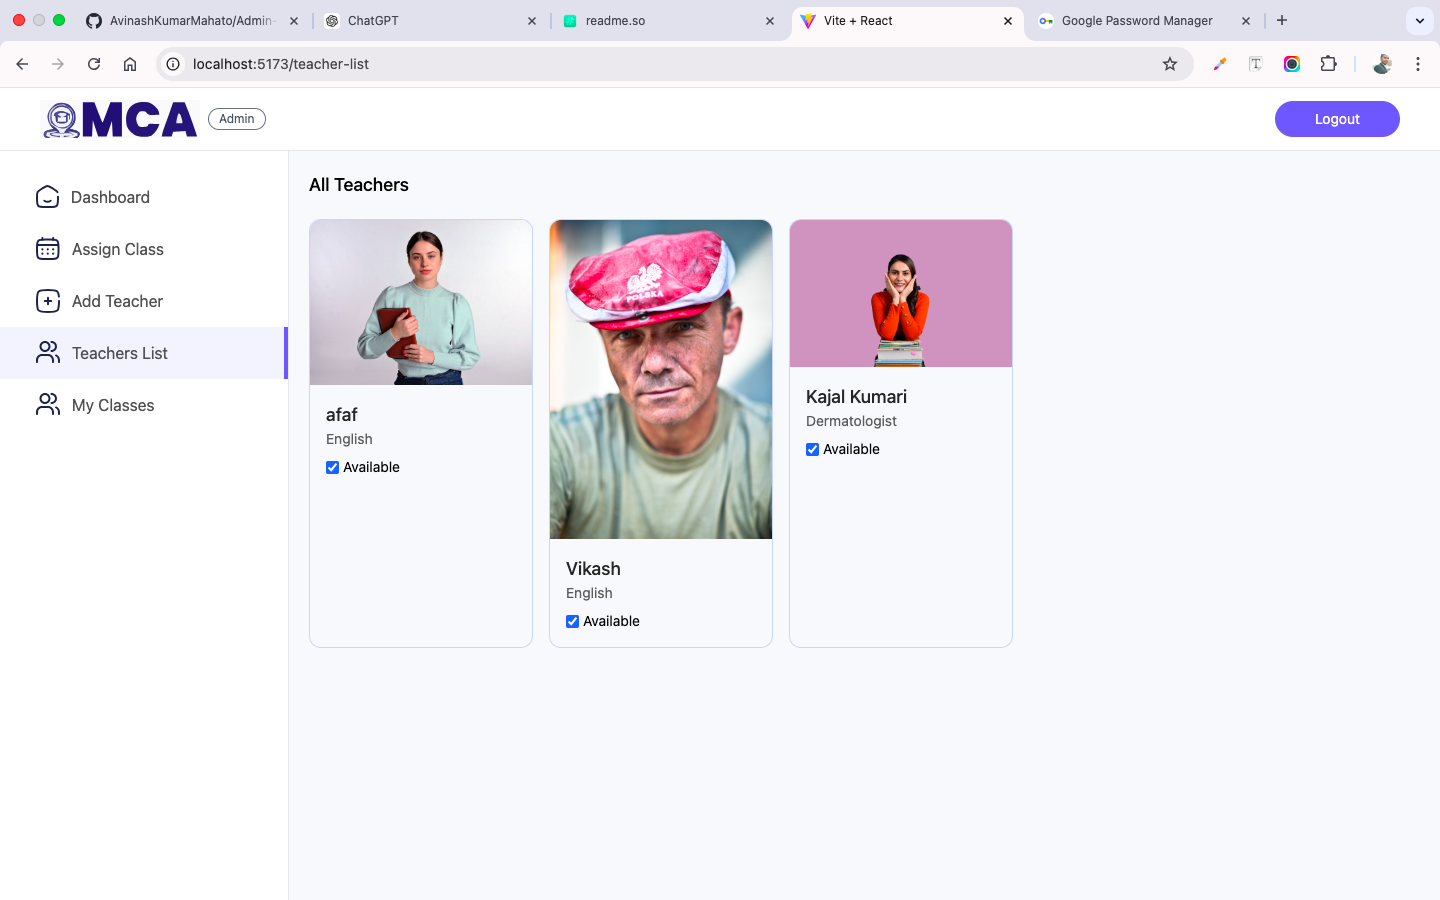 AvinashKumarMahato/Admin-
ChatGPT
readme.so
Vite + React
Google Password Manager
localhost:5173/teacher-list
MCA
Admin
Logout
Dashboard
Assign Class
Add Teacher
Teachers List
My Classes
All Teachers
afaf
English
Available
POLSKA
Vikash
English
Available
Kajal Kumari
Dermatologist
Available